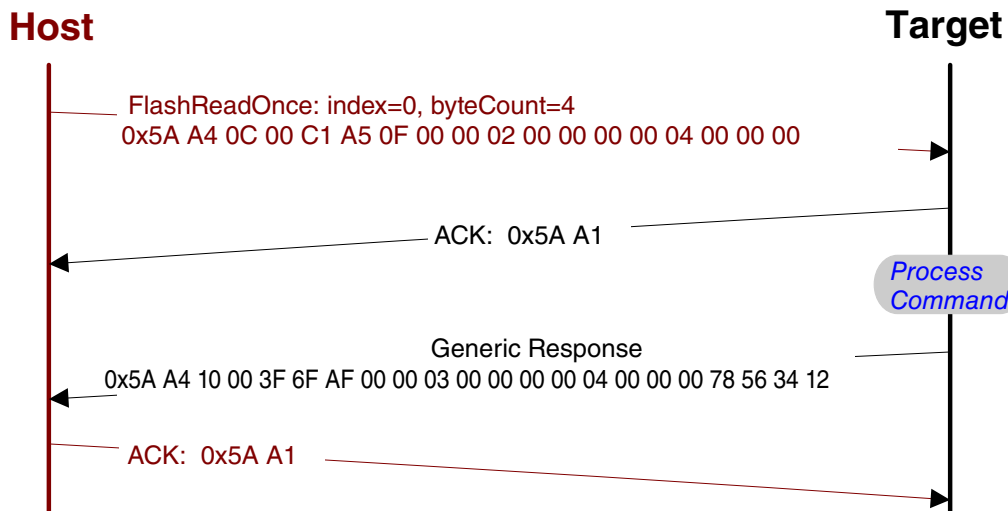 Host
Target
FlashReadOnce: index=0, byteCount=4
0x5A A4 0C 00 C1 A5 0F 00 00 02 00 00 00 00 04 00 00 00
ACK: 0x5A A1
Process
Command
Generic Response
0x5A A4 10 00 3F 6F AF 00 00 03 00 00 00 00 04 00 00 00 78 56 34 12
ACK: 0x5A A1